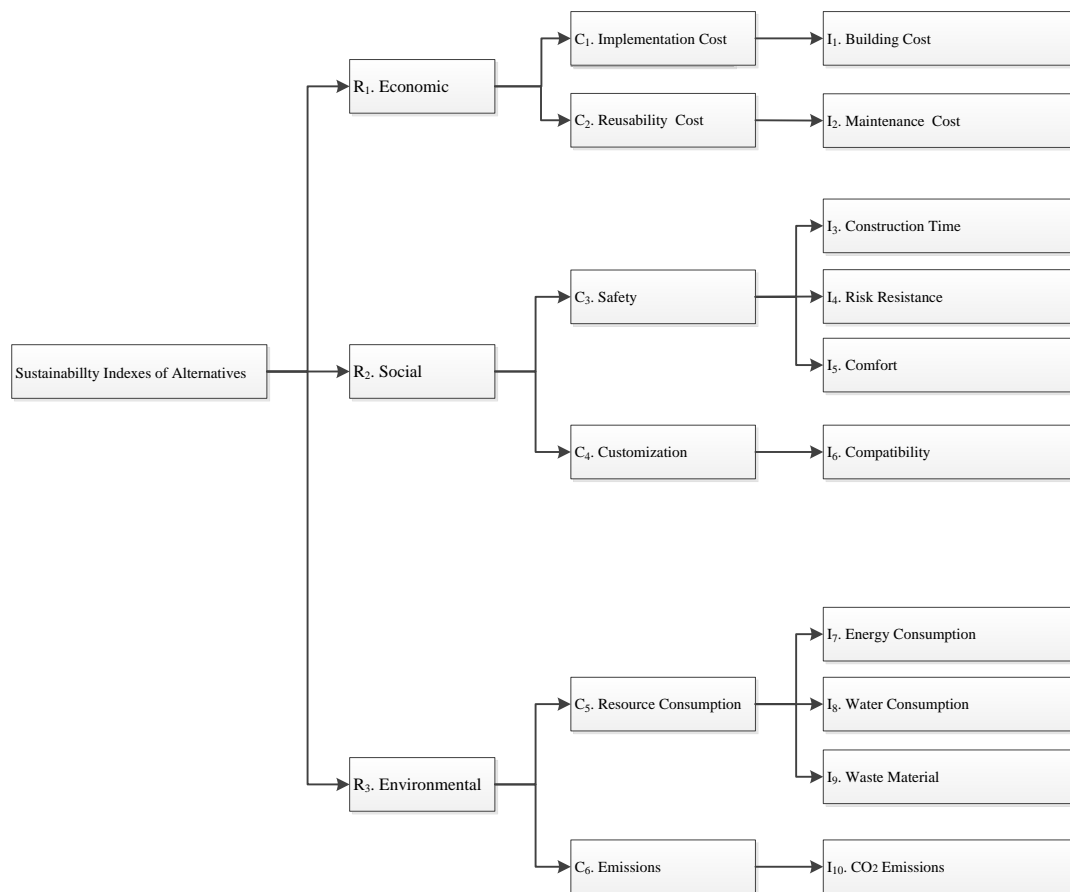 C₁. Implementation Cost
I₁. Building Cost
R₁. Economic
C₂. Reusability Cost
I₂. Maintenance Cost
I₃. Construction Time
C₃. Safety
I₄. Risk Resistance
Sustainabillty Indexes of Alternatives
R₂. Social
I₅. Comfort
C₄. Customization
I₆. Compatibility
I₇. Energy Consumption
C₅. Resource Consumption
I₈. Water Consumption
R₃. Environmental
I₉. Waste Material
C₆. Emissions
I₁₀. CO₂ Emissions